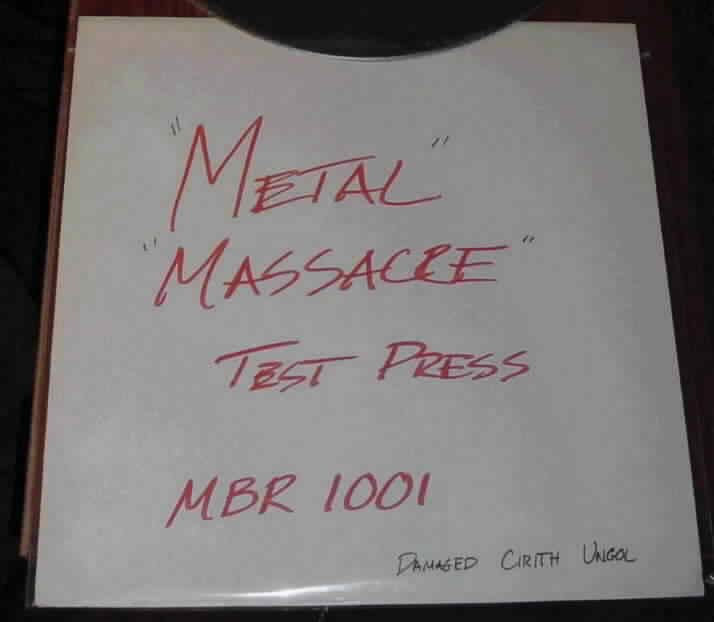 "METAL"
"MASSACRE"
TEST PRESS
MBR 1001
DAMAGED CIRITH UNGOL